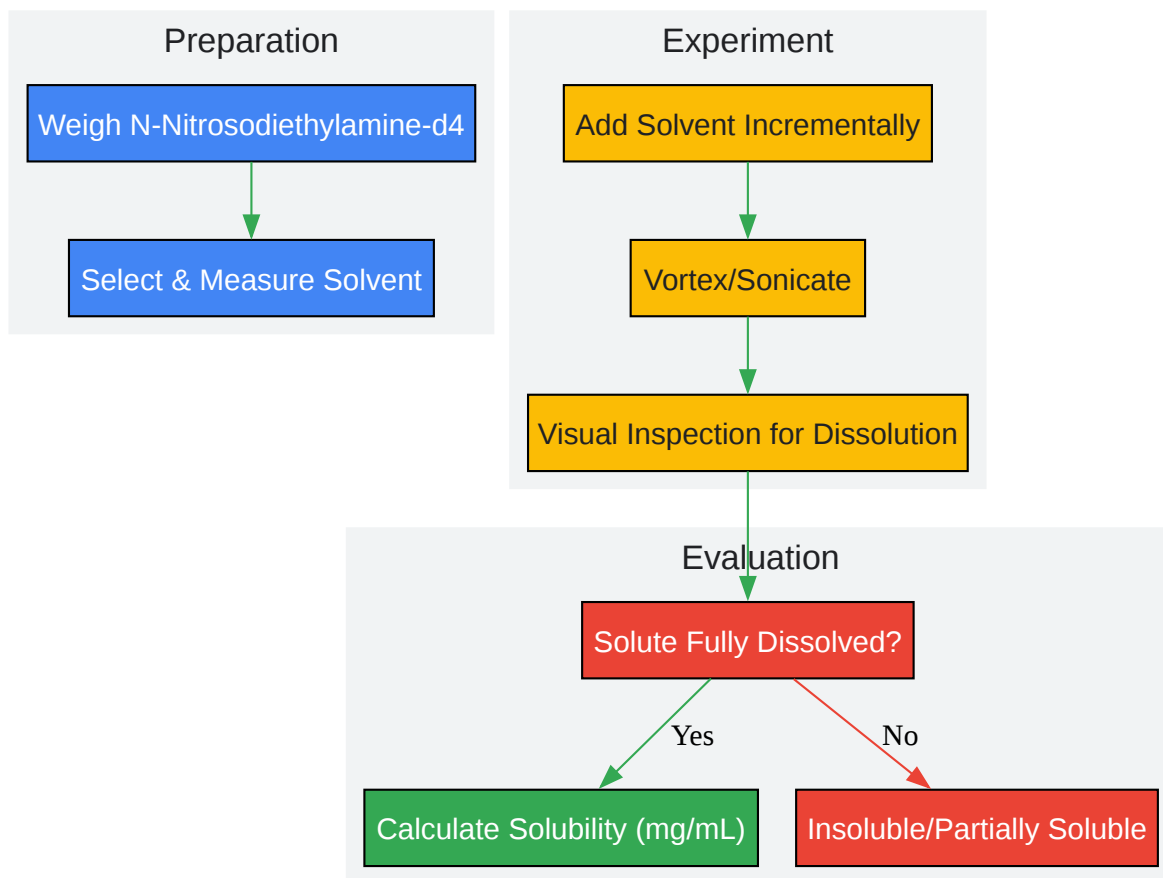 Preparation
Weigh N-Nitrosodiethylamine-d4
Select & Measure Solvent
Experiment
Add Solvent Incrementally
Vortex/Sonicate
Visual Inspection for Dissolution
Evaluation
Solute Fully Dissolved?
Yes
No
Calculate Solubility (mg/mL)
Insoluble/Partially Soluble